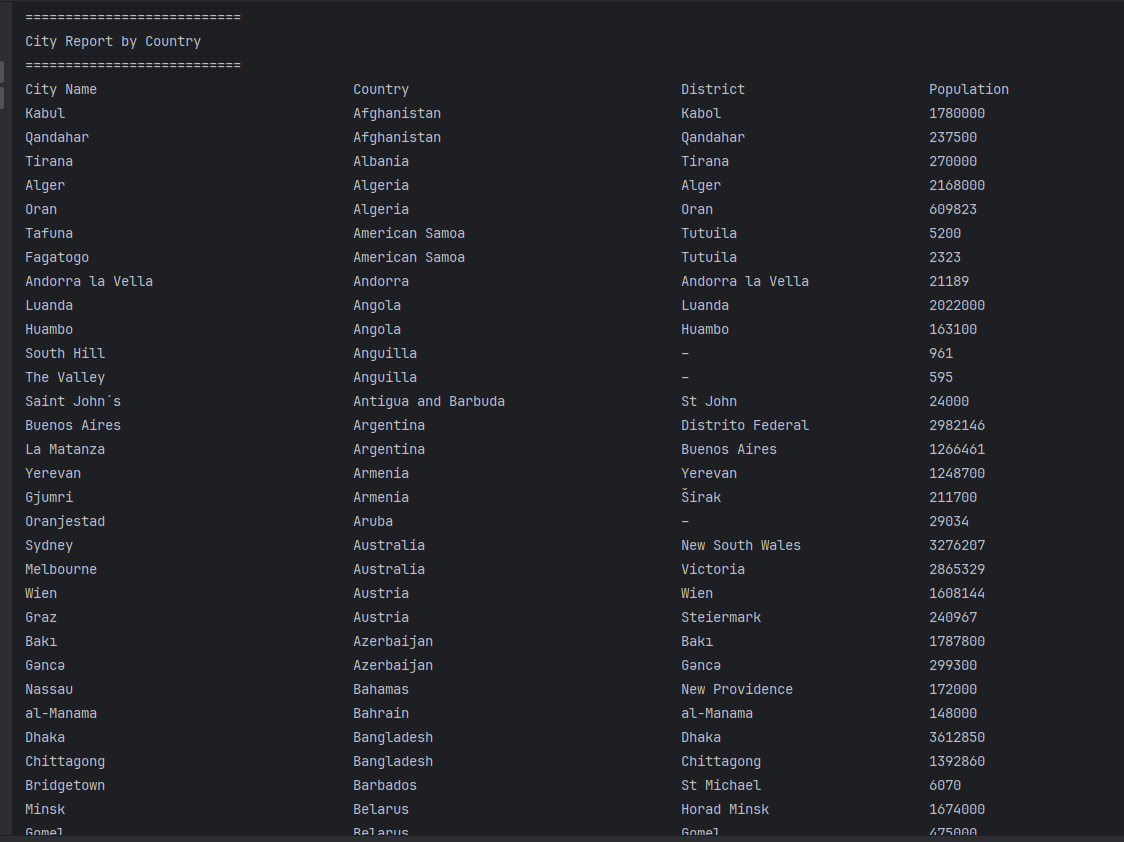 ===========================
City Report by Country
===========================
City Name Country District Population
Kabul Afghanistan Kabol 1780000
Qandahar Afghanistan Qandahar 237500
Tirana Albania Tirana 270000
Alger Algeria Alger 2168000
Oran Algeria Oran 609823
Tafuna American Samoa Tutuila 5200
Fagatogo American Samoa Tutuila 2323
Andorra la Vella Andorra Andorra la Vella 21189
Luanda Angola Luanda 2022000
Huambo Angola Huambo 163100
South Hill Anguilla – 961
The Valley Anguilla – 595
Saint John´s Antigua and Barbuda St John 24000
Buenos Aires Argentina Distrito Federal 2982146
La Matanza Argentina Buenos Aires 1266461
Yerevan Armenia Yerevan 1248700
Gjumri Armenia Širak 211700
Oranjestad Aruba – 29034
Sydney Australia New South Wales 3276207
Melbourne Australia Victoria 2865329
Wien Austria Wien 1608144
Graz Austria Steiermark 240967
Bakı Azerbaijan Bakı 1787800
Gəncə Azerbaijan Gəncə 299300
Nassau Bahamas New Providence 172000
al-Manama Bahrain al-Manama 148000
Dhaka Bangladesh Dhaka 3612850
Chittagong Bangladesh Chittagong 1392860
Bridgetown Barbados St Michael 6070
Minsk Belarus Horad Minsk 1674000
Gomel Belarus Gomel 475000